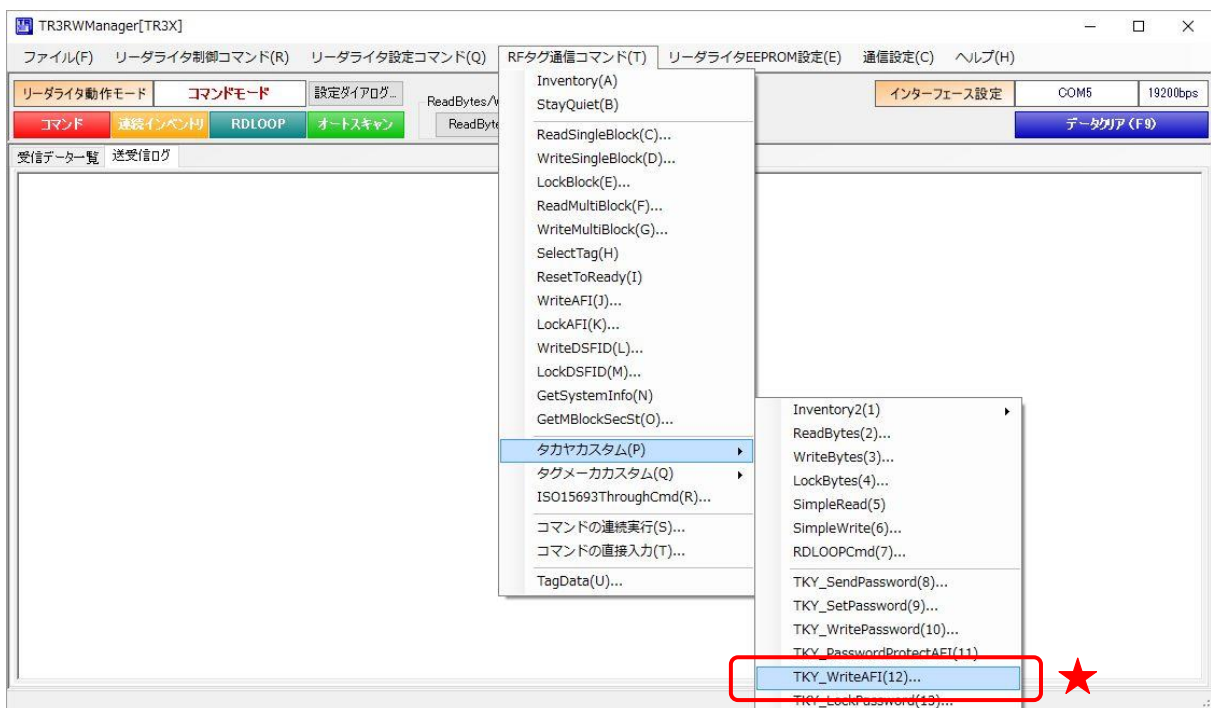 TR3RWManager[TR3X]
ファイル(F) リーダライタ制御コマンド(R) リーダライタ設定コマンド(Q) RFタグ通信コマンド(T) リーダライタEEPROM設定(E) 通信設定(C) ヘルプ(H)
リーダライタ動作モード コマンドモード 設定ダイアログ... ReadBytes/W インターフェース設定 COM5 19200bps
コマンド 連続インベントリ RDLOOP オートスキャン ReadByte データクリア(F9)
受信データ一覧 送受信ログ
Inventory(A)
StayQuiet(B)
ReadSingleBlock(C)...
WriteSingleBlock(D)...
LockBlock(E)...
ReadMultiBlock(F)...
WriteMultiBlock(G)...
SelectTag(H)
ResetToReady(I)
WriteAFI(J)...
LockAFI(K)...
WriteDSFID(L)...
LockDSFID(M)...
GetSystemInfo(N)
GetMBlockSecSt(O)...
タカヤカスタム(P)
タグメーカカスタム(Q)
ISO15693ThroughCmd(R)...
コマンドの連続実行(S)...
コマンドの直接入力(T)...
TagData(U)...
Inventory2(1)
ReadBytes(2)...
WriteBytes(3)...
LockBytes(4)...
SimpleRead(5)
SimpleWrite(6)...
RDLOOPCmd(7)...
TKY_SendPassword(8)...
TKY_SetPassword(9)...
TKY_WritePassword(10)...
TKY_PasswordProtectAFI(11)
TKY_WriteAFI(12)...
TKY_LockPassword(13)...